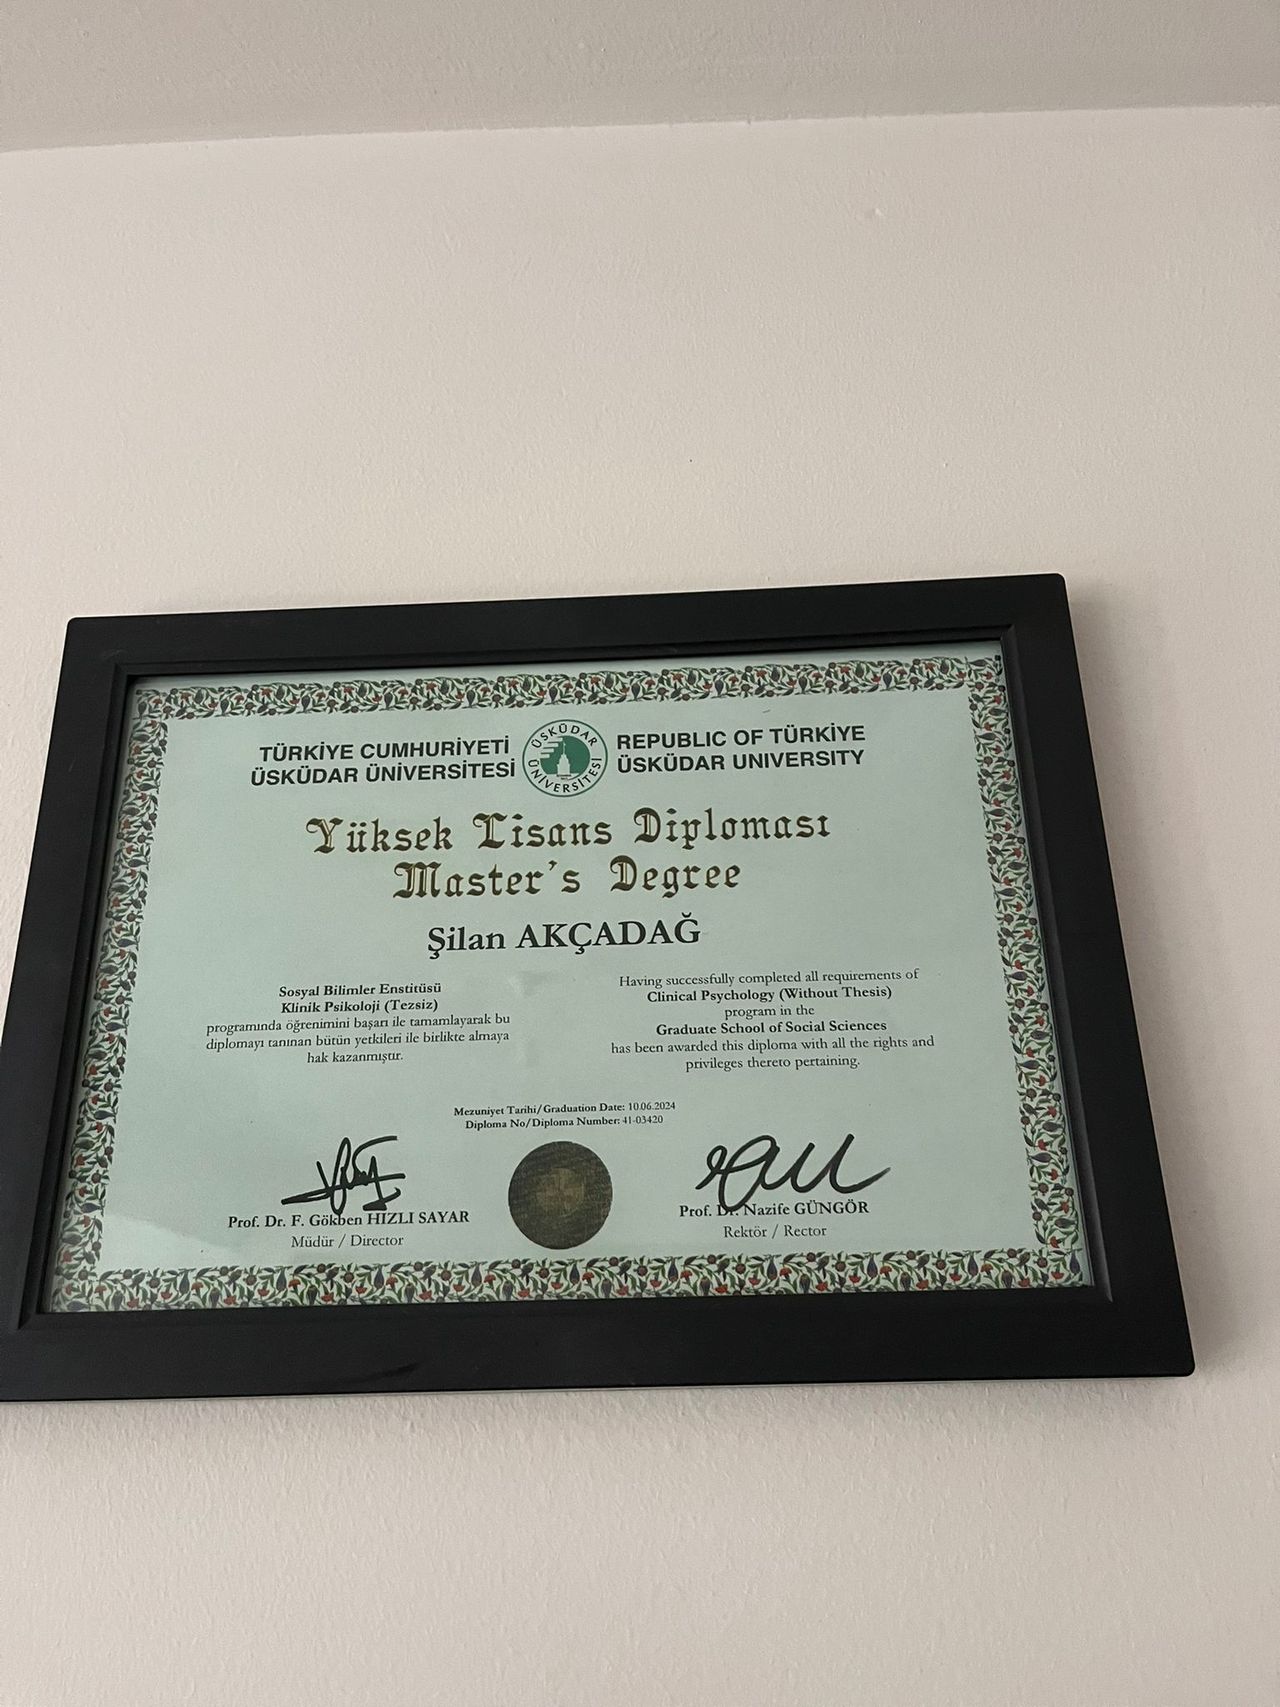 TÜRKİYE CUMHURİYETİ
ÜSKÜDAR ÜNİVERSİTESİ
ÜSKÜDAR ÜNİVERSİTESİ
REPUBLIC OF TÜRKİYE
ÜSKÜDAR UNIVERSITY
Yüksek Lisans Diploması
Master's Degree
Şilan AKÇADAĞ
Sosyal Bilimler Enstitüsü
Klinik Psikoloji (Tezsiz)
programında öğrenimini başarı ile tamamlayarak bu
diplomayı tanınan bütün yetkileri ile birlikte almaya
hak kazanmıştır.
Having successfully completed all requirements of
Clinical Psychology (Without Thesis)
program in the
Graduate School of Social Sciences
has been awarded this diploma with all the rights and
privileges thereto pertaining.
Mezuniyet Tarihi/Graduation Date: 10.06.2024
Diploma No/Diploma Number: 41-03420
Prof. Dr. F. Gökben HIZLI SAYAR
Müdür / Director
Prof. Dr. Nazife GÜNGÖR
Rektör / Rector